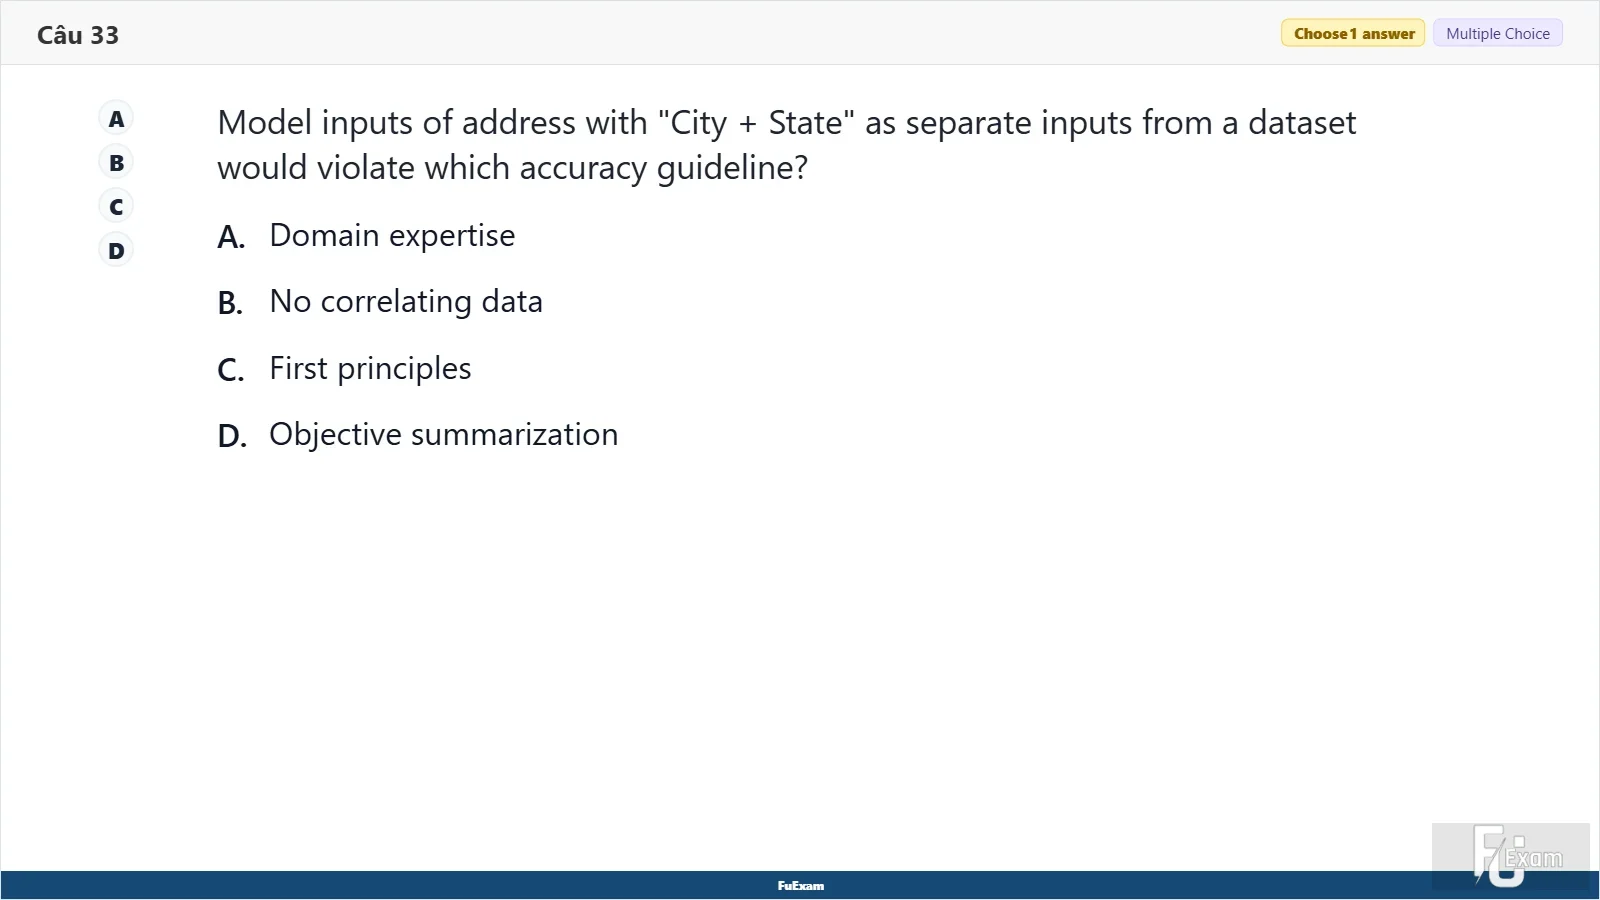 Câu 33
Choose 1 answer
Multiple Choice
A
B
C
D
Model inputs of address with "City + State" as separate inputs from a dataset
would violate which accuracy guideline?
A. Domain expertise
B. No correlating data
C. First principles
D. Objective summarization
FU Exam
FuExam